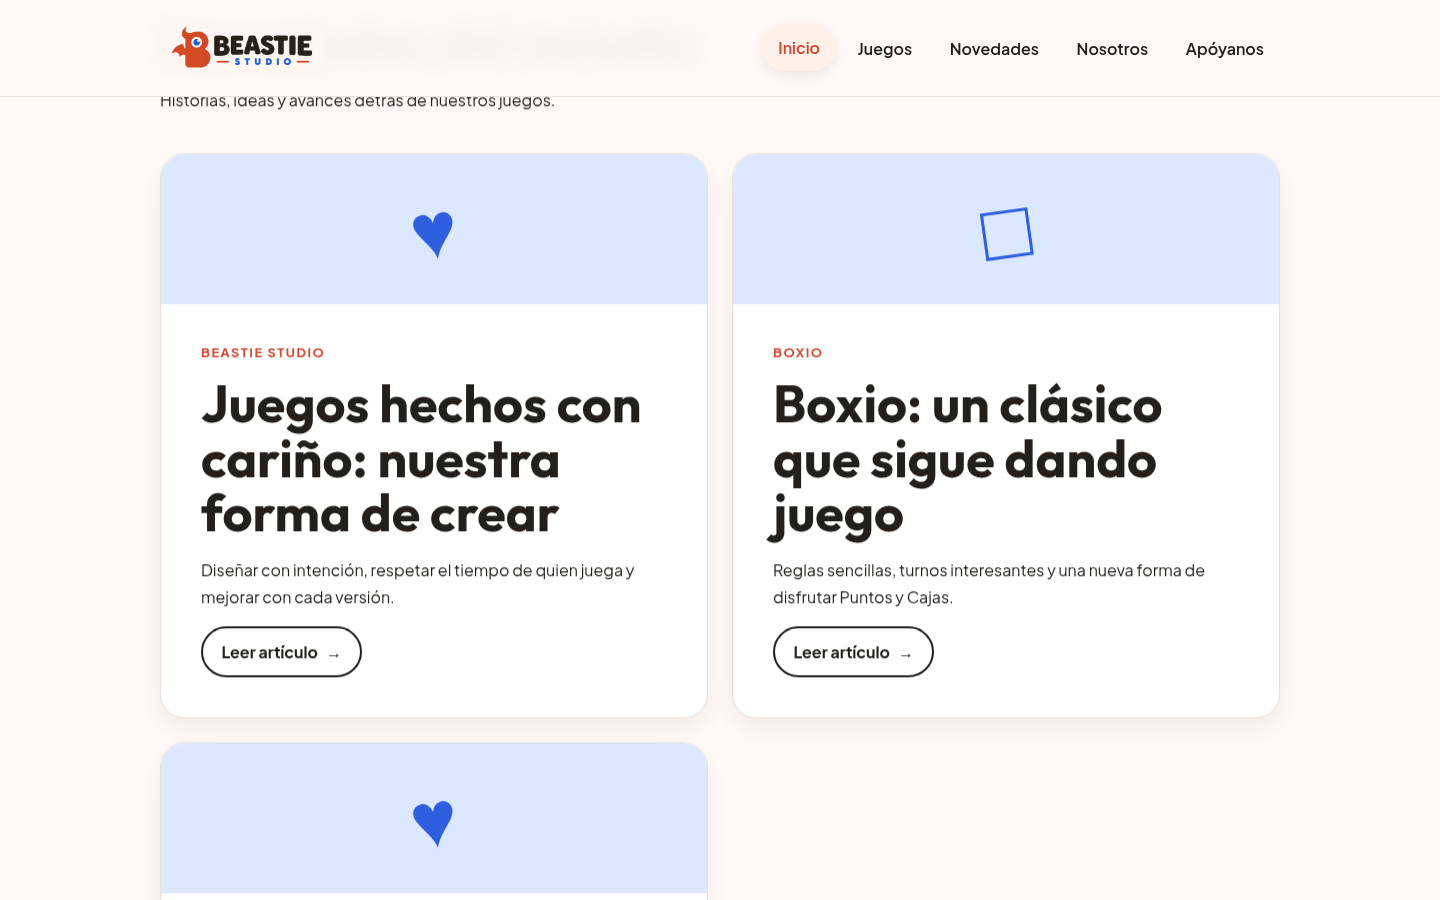 BEASTIE
STUDIO
Inicio
Juegos
Novedades
Nosotros
Apóyanos
Historias, ideas y avances detrás de nuestros juegos.
BEASTIE STUDIO
Juegos hechos con
cariño: nuestra
forma de crear
Diseñar con intención, respetar el tiempo de quien juega y
mejorar con cada versión.
Leer artículo →
BOXIO
Boxio: un clásico
que sigue dando
juego
Reglas sencillas, turnos interesantes y una nueva forma de
disfrutar Puntos y Cajas.
Leer artículo →